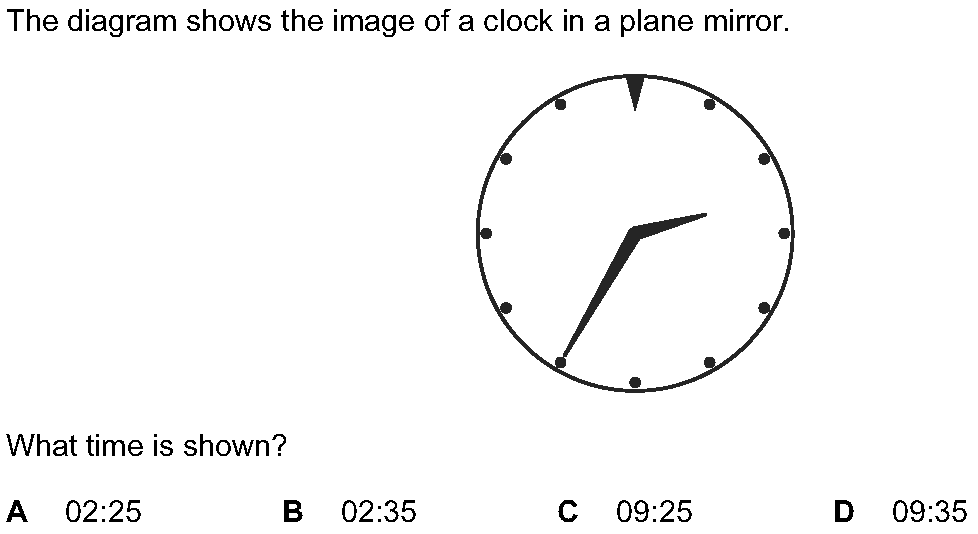 The diagram shows the image of a clock in a plane mirror.
What time is shown?
A 02:25 B 02:35 C 09:25 D 09:35